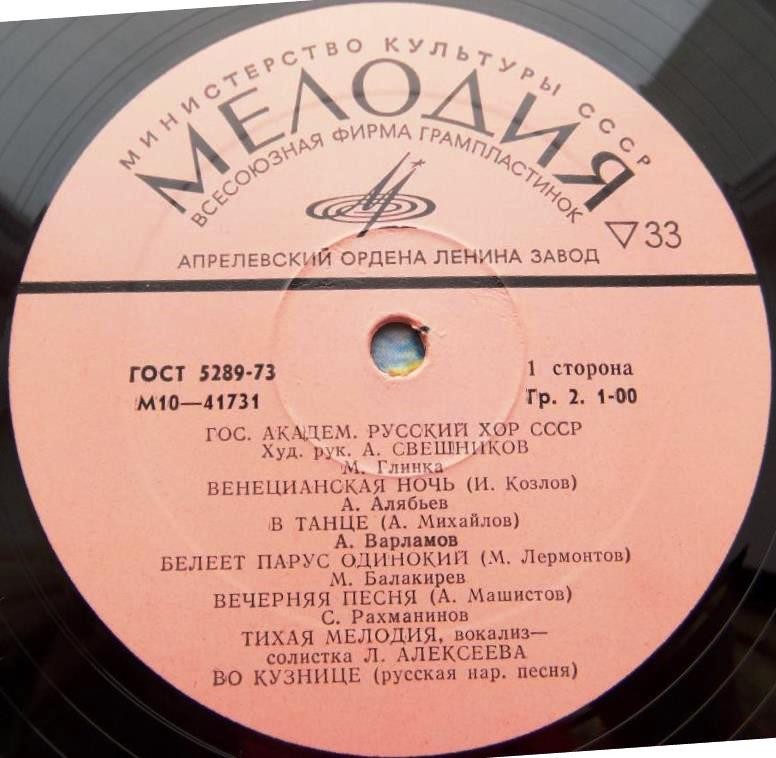 МИНИСТЕРСТВО КУЛЬТУРЫ СССР
МЕЛОДИЯ
ВСЕСОЮЗНАЯ ФИРМА ГРАМПЛАСТИНОК
▽33
АПРЕЛЕВСКИЙ ОРДЕНА ЛЕНИНА ЗАВОД
ГОСТ 5289-73
1 сторона
М10—41731
Гр. 2. 1-00
ГОС. АКАДЕМ. РУССКИЙ ХОР СССР
Худ. рук. А. СВЕШНИКОВ
М. Глинка
ВЕНЕЦИАНСКАЯ НОЧЬ (И. Козлов)
А. Алябьев
В ТАНЦЕ (А. Михайлов)
А. Варламов
БЕЛЕЕТ ПАРУС ОДИНОКИЙ (М. Лермонтов)
М. Балакирев
ВЕЧЕРНЯЯ ПЕСНЯ (А. Машистов)
С. Рахманинов
ТИХАЯ МЕЛОДИЯ, вокализ—
солистка Л. АЛЕКСЕЕВА
ВО КУЗНИЦЕ (русская нар. песня)